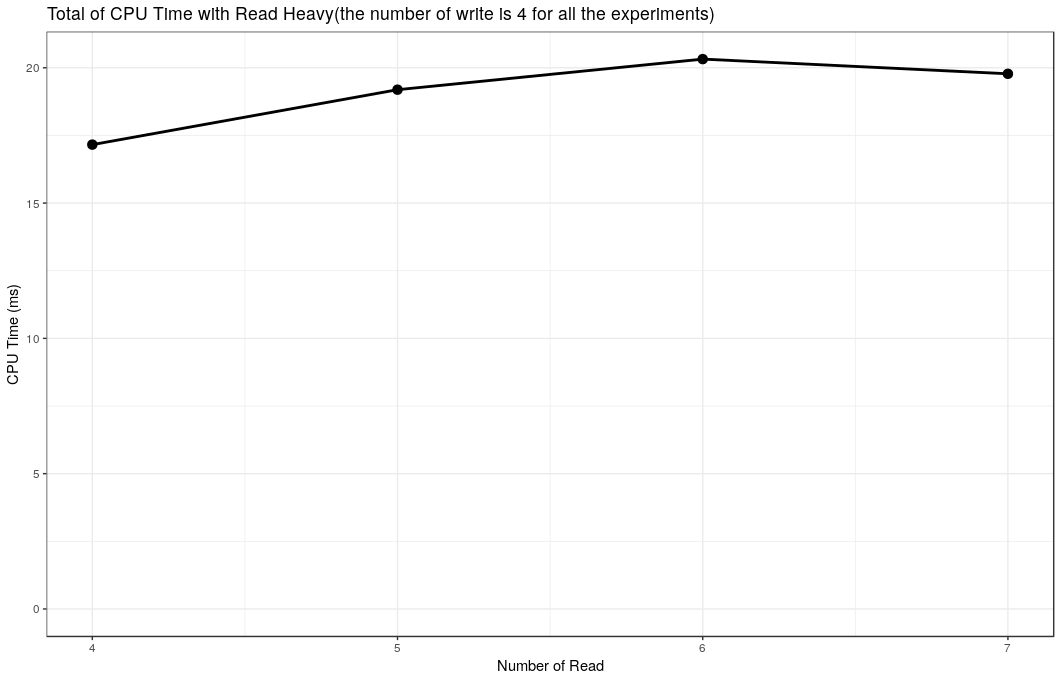 Total of CPU Time with Read Heavy(the number of write is 4 for all the experiments)
CPU Time (ms)
20
15
10
5
0
4 5 6 7
Number of Read